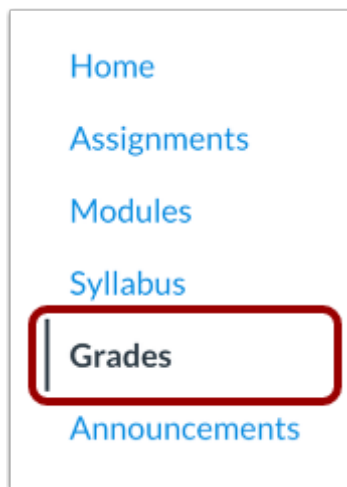 Home
Assignments
Modules
Syllabus
Grades
Announcements